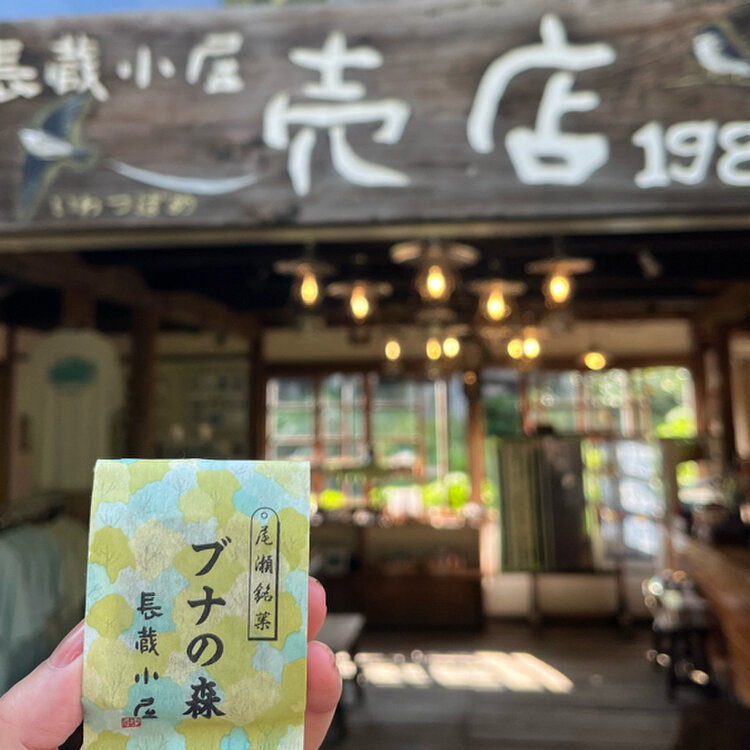 長蔵小屋
売店
198
いわつばめ
尾瀬銘菓
ブナの森
長蔵小屋